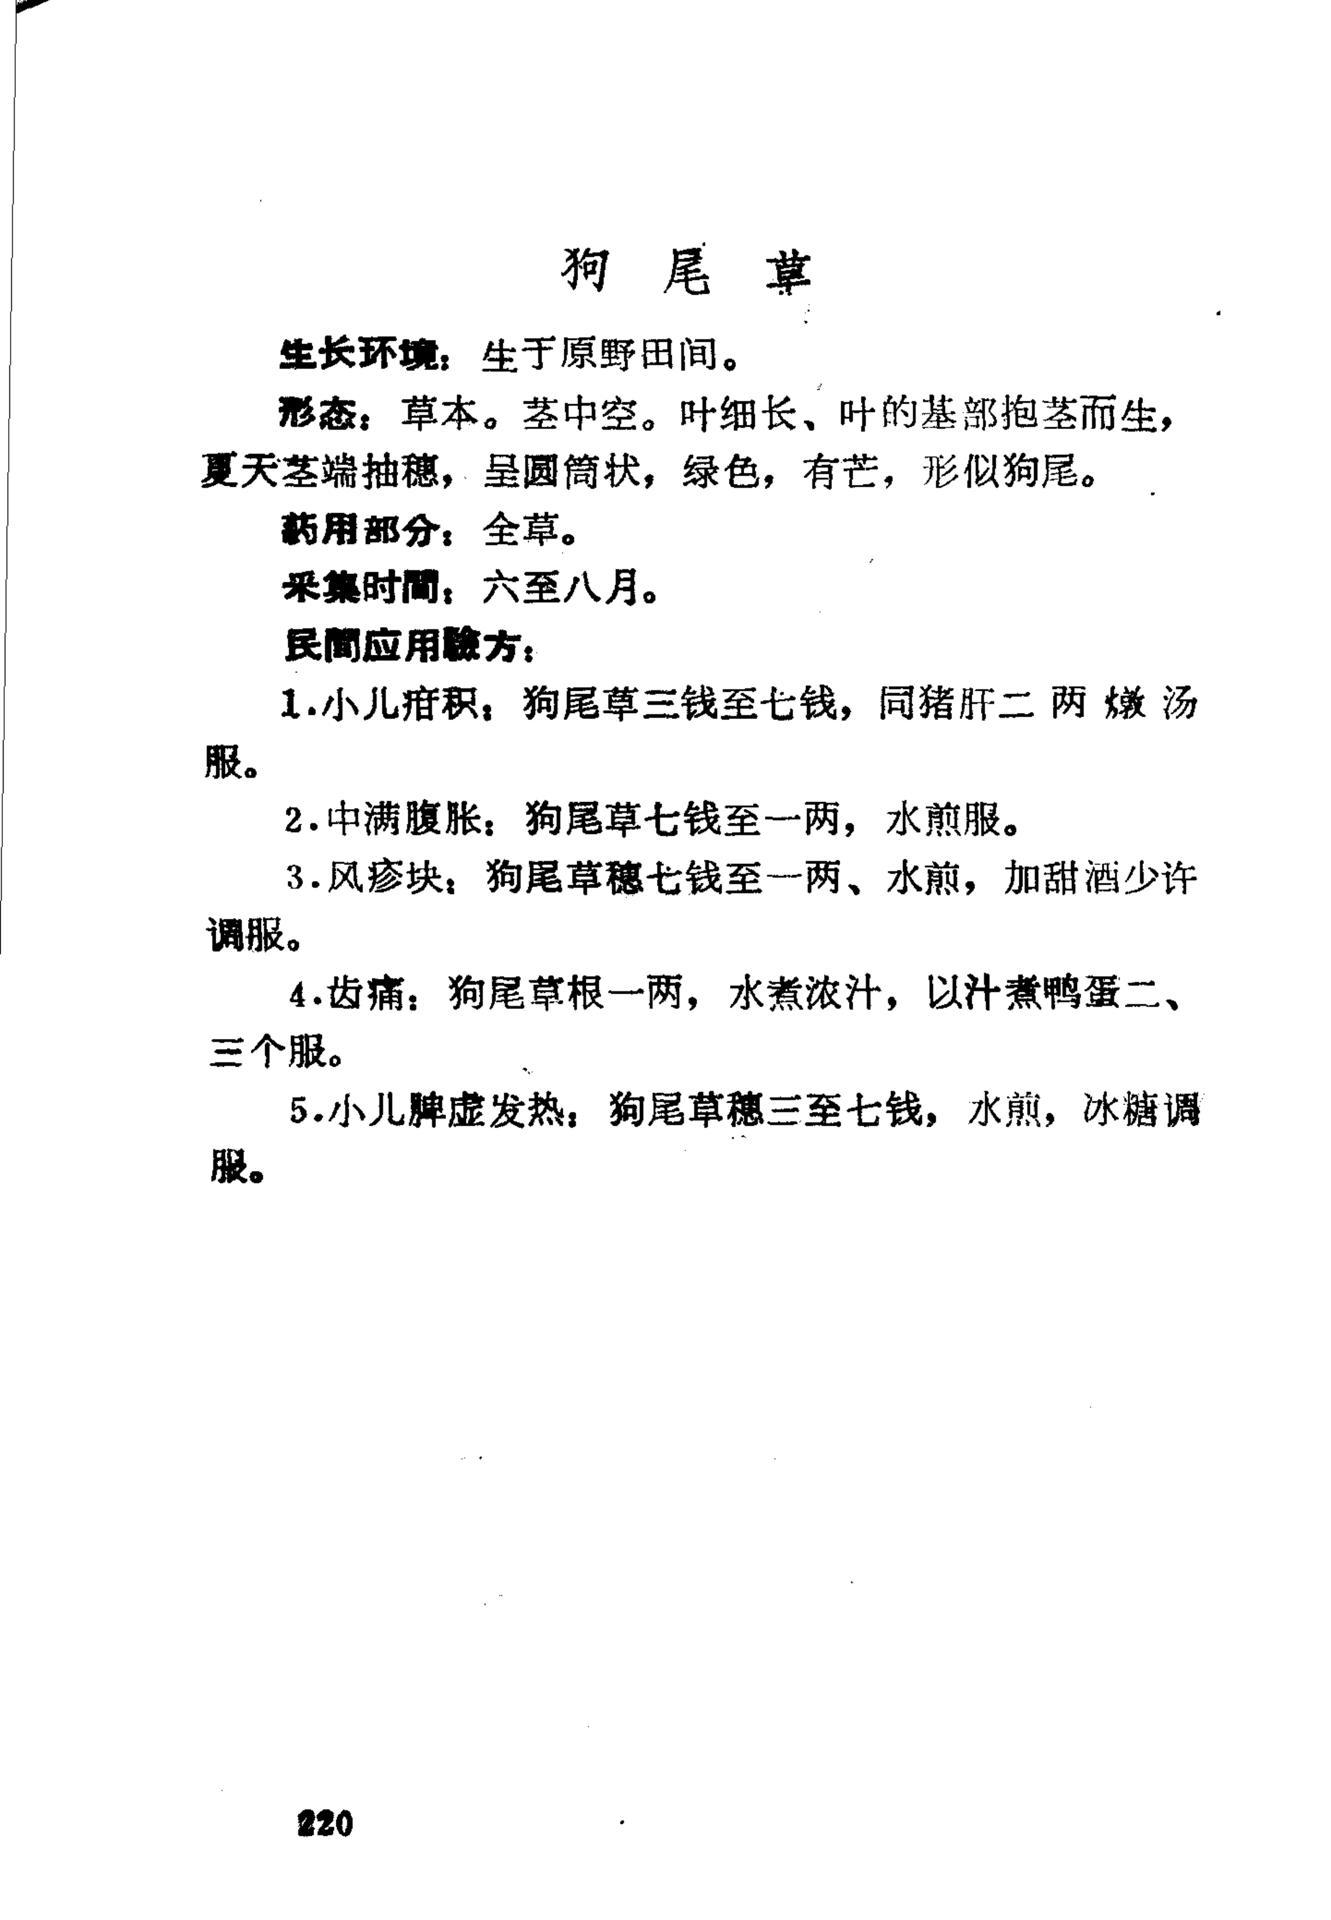 狗尾草
生长环境：生于原野田间。
形态：草本。茎中空。叶细长、叶的基部抱茎而生，
夏天茎端抽穗，呈圆筒状，绿色，有芒，形似狗尾。
药用部分：全草。
采集时間：六至八月。
民間应用驗方：
1.小儿疳积：狗尾草三钱至七钱，同猪肝二两燉汤
服。
2.中满腹胀：狗尾草七钱至一两，水煎服。
3.风疹块：狗尾草穗七钱至一两、水煎，加甜酒少许
调服。
4.齿痛：狗尾草根一两，水煮浓汁，以汁煮鸭蛋二、
三个服。
5.小儿脾虚发热：狗尾草穗三至七钱，水煎，冰糖调
服。
220